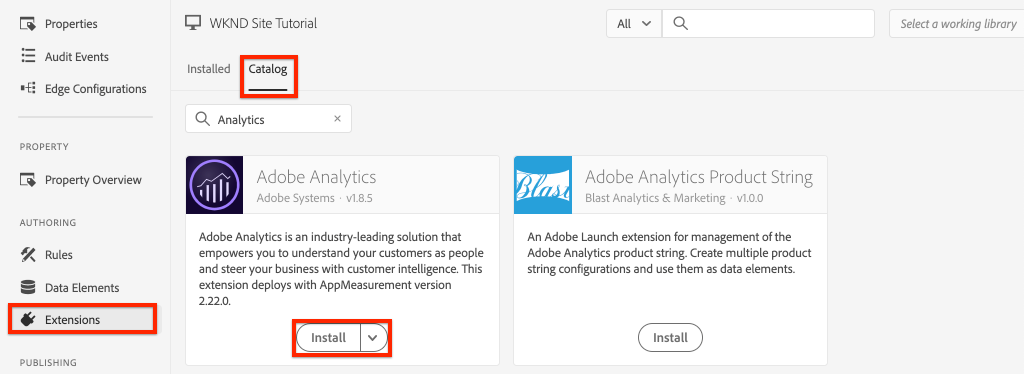 Properties
Audit Events
Edge Configurations
PROPERTY
Property Overview
AUTHORING
Rules
Data Elements
Extensions
PUBLISHING
WKND Site Tutorial
All
Select a working library
Installed
Catalog
Analytics
Adobe Analytics
Adobe Systems · v1.8.5
Adobe Analytics is an industry-leading solution that
empowers you to understand your customers as people
and steer your business with customer intelligence. This
extension deploys with AppMeasurement version
2.22.0.
Install
Blast
Adobe Analytics Product String
Blast Analytics & Marketing · v1.0.0
An Adobe Launch extension for management of the
Adobe Analytics product string. Create multiple product
string configurations and use them as data elements.
Install